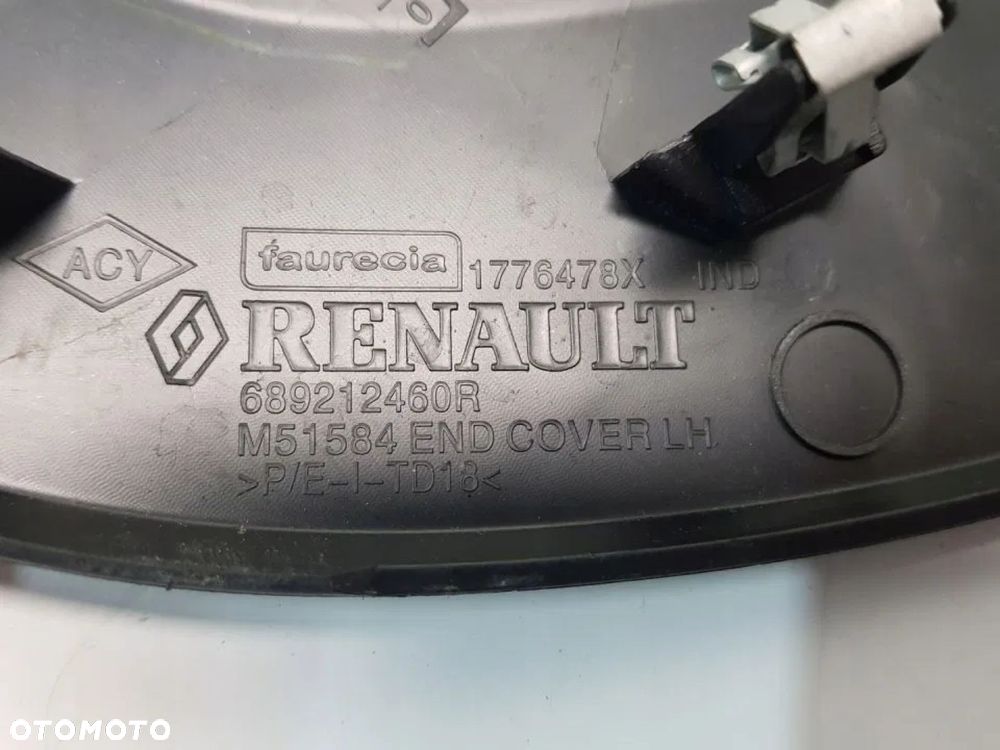 ACY
faurecia 1776478X IND
RENAULT
689212460R
M51584 END COVER LH
>P/E-I-TD18<
OTOMOTO